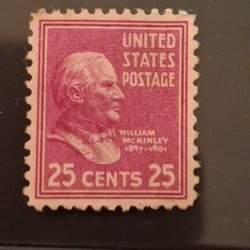 UNITED
STATES
POSTAGE
WILLIAM
McKINLEY
1897-1901
25 CENTS 25